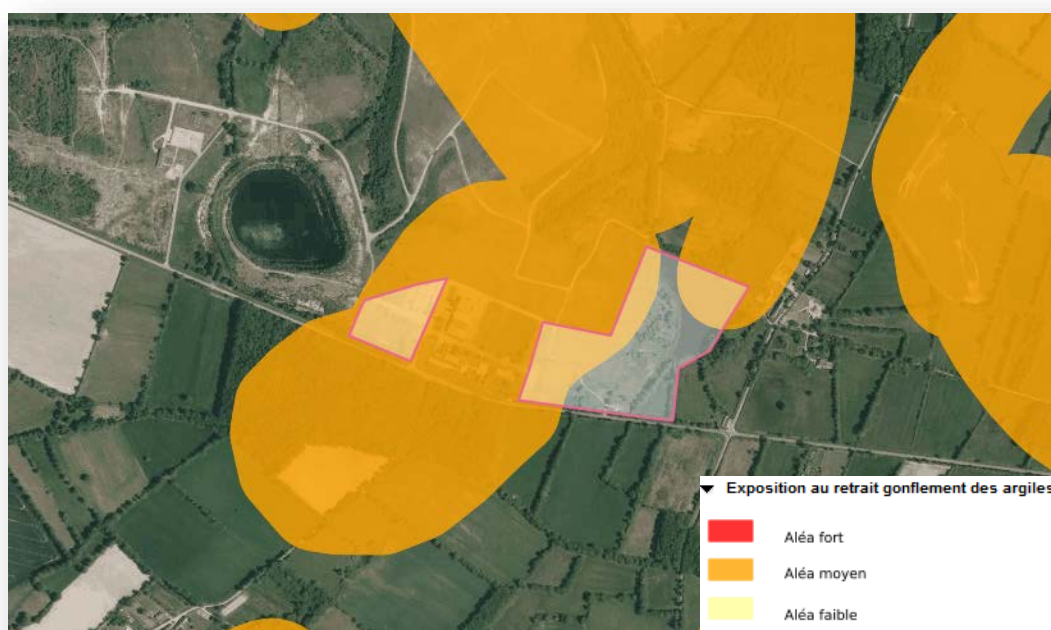 Exposition au retrait gonflement des argiles
Aléa fort
Aléa moyen
Aléa faible